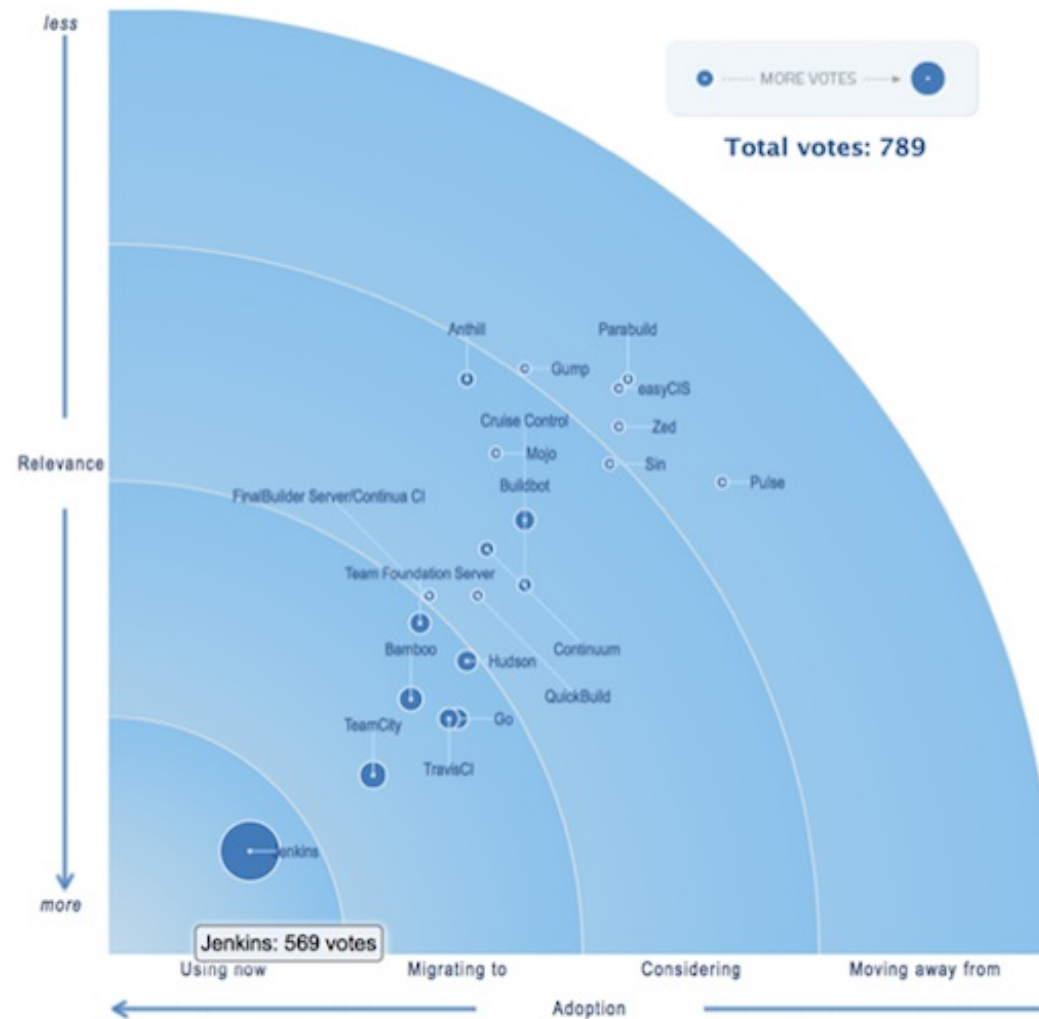 less
MORE VOTES
Total votes: 789
Anthill
Parabuild
Gump
easyCIS
Cruise Control
Zed
Mojo
Sin
Relevance
Buildbot
Pulse
FinalBuilder Server/Continua CI
Team Foundation Server
Bamboo
Hudson
Continuum
QuickBuild
TeamCity
Go
TravisCI
Jenkins
more
Jenkins: 569 votes
Using now
Migrating to
Considering
Moving away from
Adoption